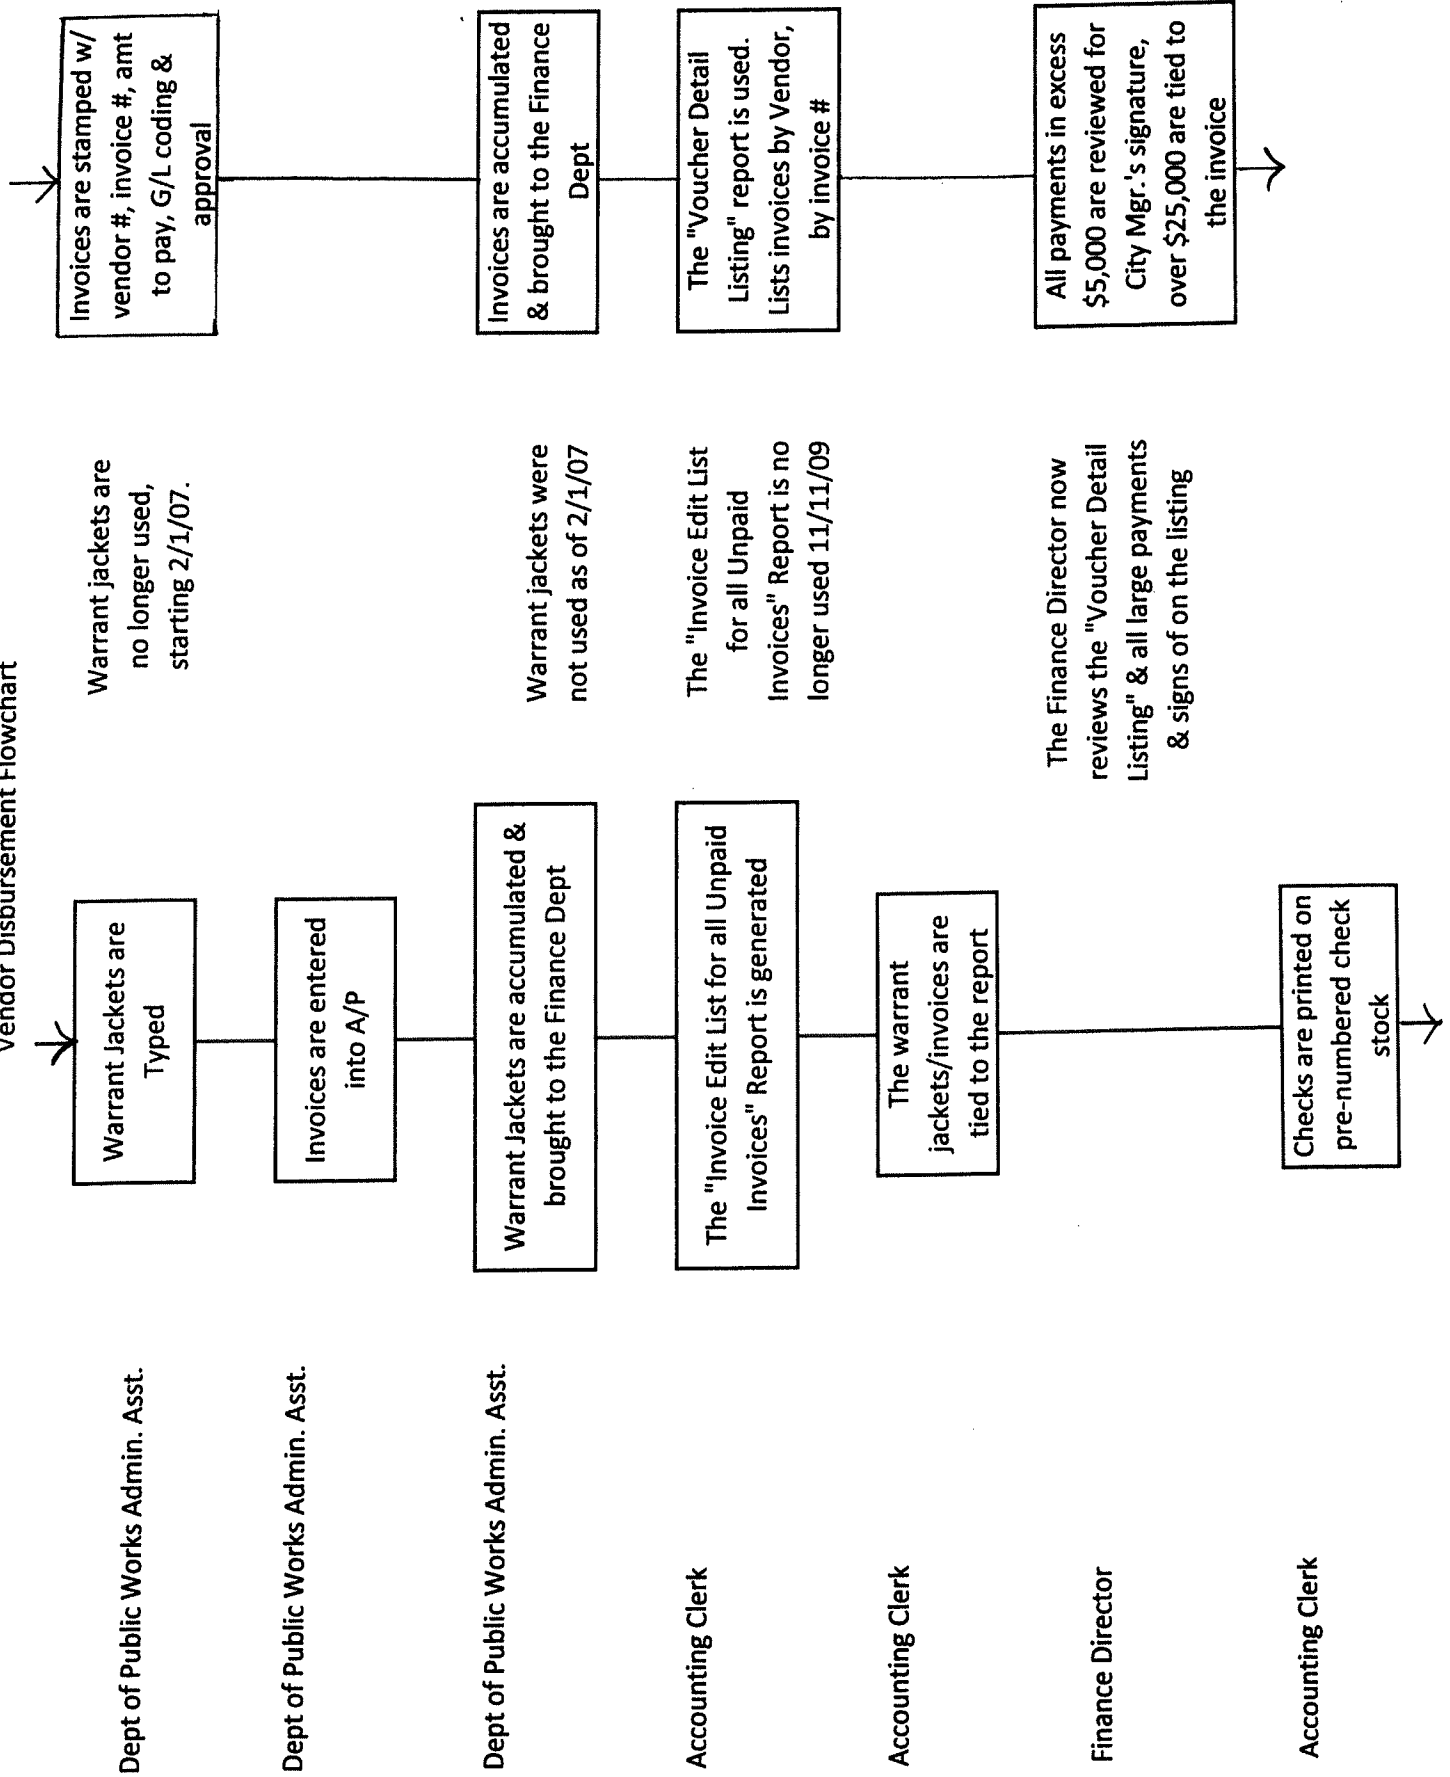 Vendor Disbursement Flowchart
Dept of Public Works Admin. Asst.
Warrant Jackets are
Typed
Warrant jackets are
no longer used,
starting 2/1/07.
Invoices are stamped w/
vendor #, invoice #, amt
to pay, G/L coding &
approval
Dept of Public Works Admin. Asst.
Invoices are entered
into A/P
Dept of Public Works Admin. Asst.
Warrant Jackets are accumulated &
brought to the Finance Dept
Warrant jackets were
not used as of 2/1/07
Invoices are accumulated
& brought to the Finance
Dept
Accounting Clerk
The "Invoice Edit List for all Unpaid
Invoices" Report is generated
The "Invoice Edit List
for all Unpaid
Invoices" Report is no
longer used 11/11/09
The "Voucher Detail
Listing" report is used.
Lists invoices by Vendor,
by invoice #
Accounting Clerk
The warrant
jackets/invoices are
tied to the report
Finance Director
The Finance Director now
reviews the "Voucher Detail
Listing" & all large payments
& signs of on the listing
All payments in excess
$5,000 are reviewed for
City Mgr.'s signature,
over $25,000 are tied to
the invoice
Accounting Clerk
Checks are printed on
pre-numbered check
stock